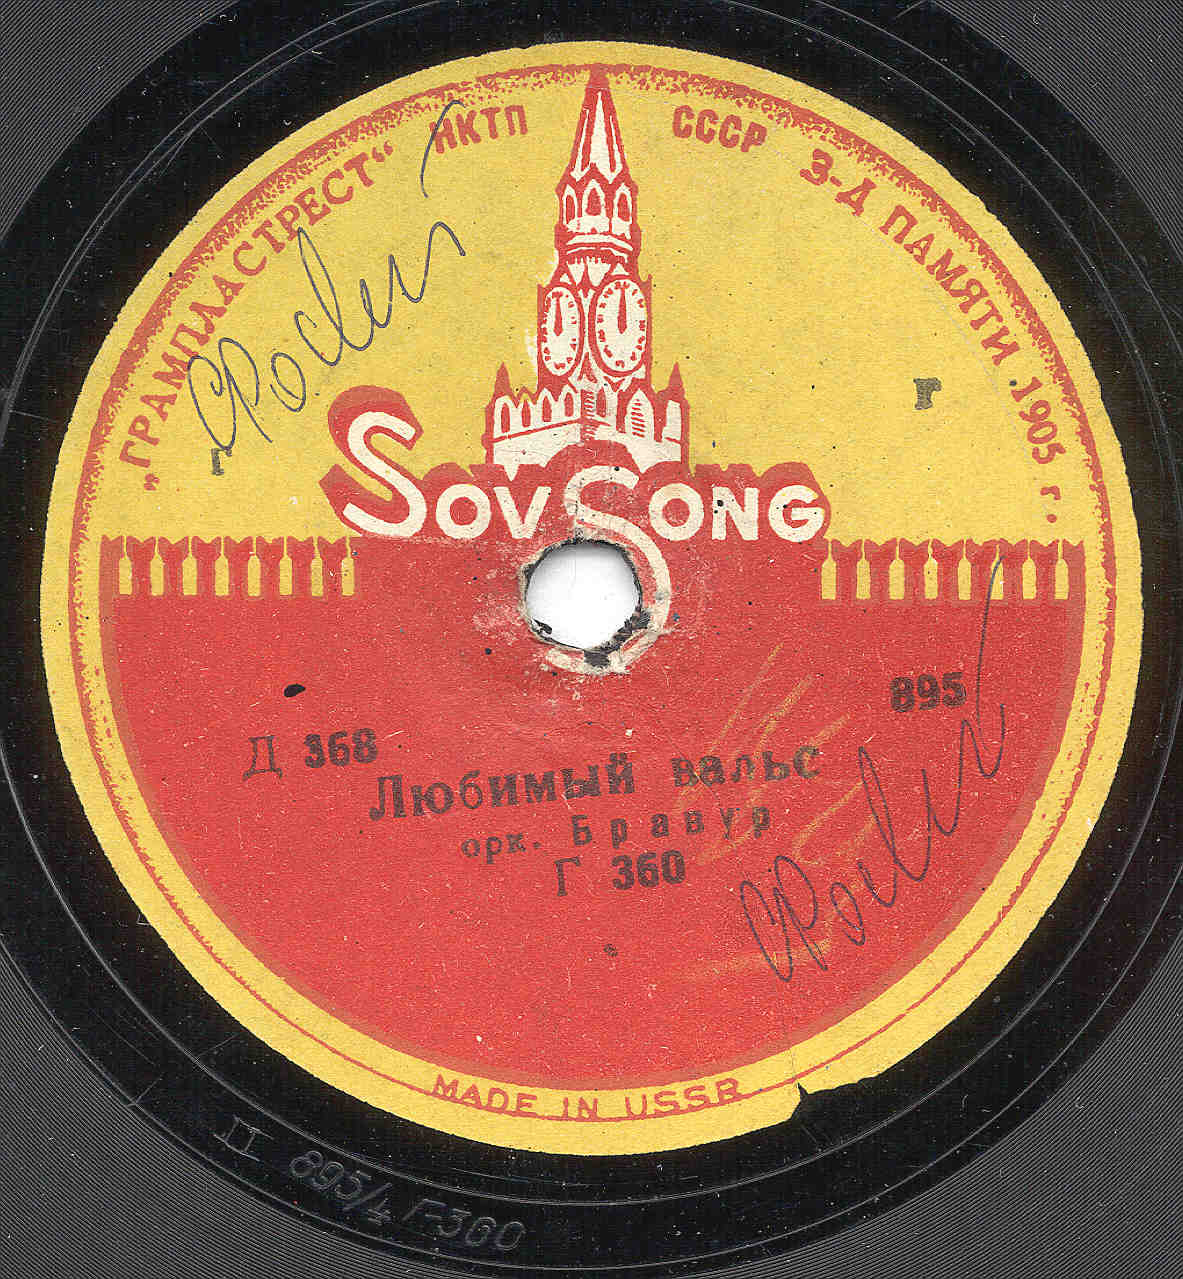 „ГРАМПЛАСТРЕСТ“ НКТП СССР З-Д ПАМЯТИ 1905 г.
г
г
SovSong
895
Д 368
Любимый вальс
орк. Бравур
Г 360
MADE IN USSR
П 895/4 Г-360